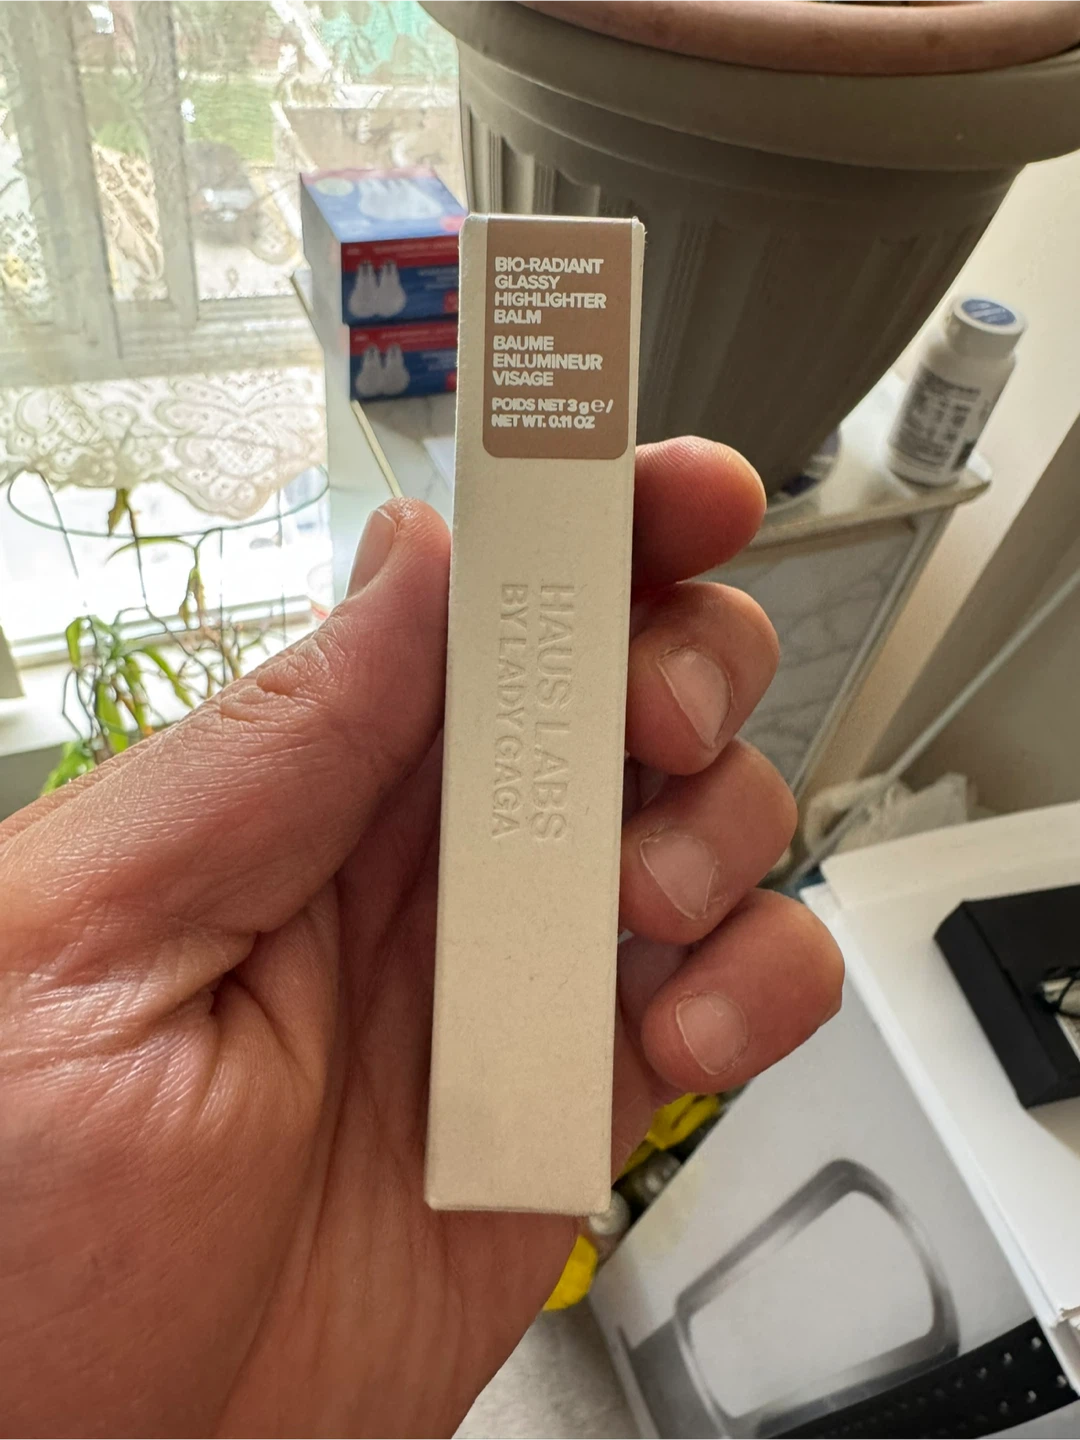 BIO-RADIANT
GLASSY
HIGHLIGHTER
BALM
BAUME
ENLUMINEUR
VISAGE
POIDS NET 3 g ℮ /
NET WT. 0.11 OZ
HAUS LABS
BY LADY GAGA